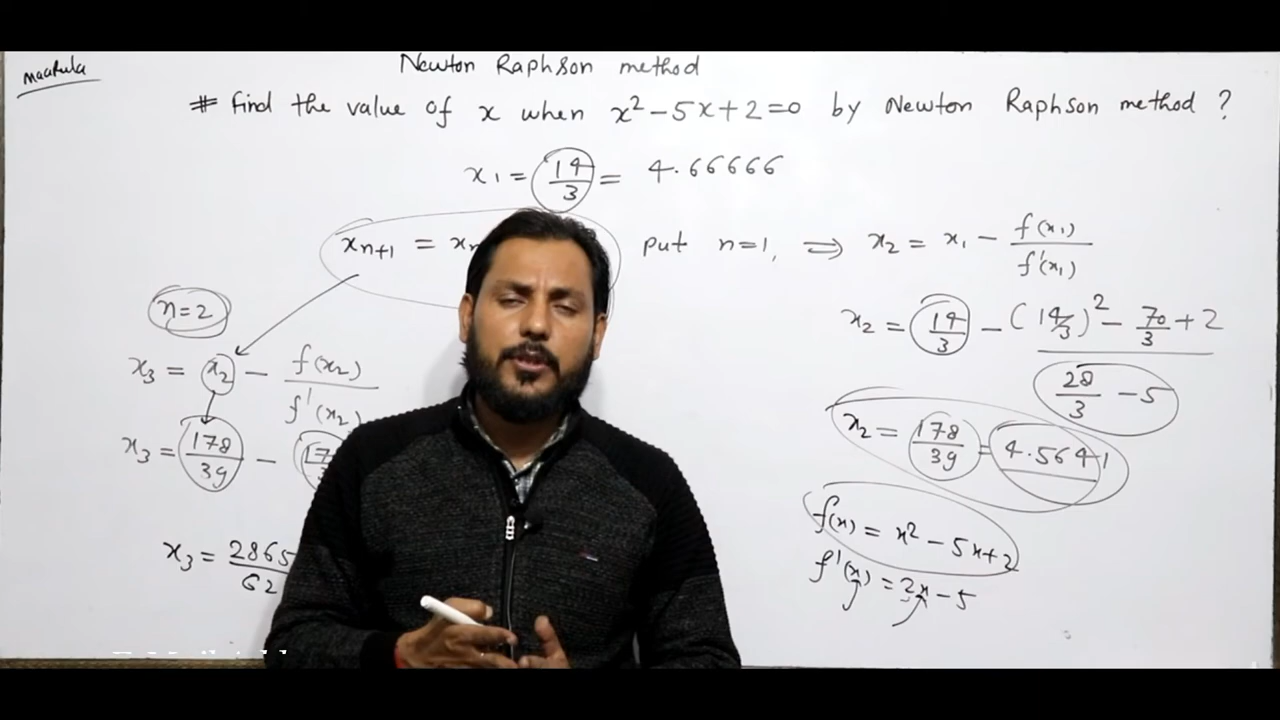 maakula
Newton Raphson method
# Find the value of x when x² - 5x + 2 = 0 by Newton Raphson method ?
x₁ = 14/3 = 4.66666
xₙ₊₁ = xₙ
put n=1, ⇒ x₂ = x₁ - f(x₁)/f'(x₁)
x₂ = 14/3 - ((14/3)² - 70/3 + 2)/(28/3 - 5)
x₂ = 178/39 = 4.5641
f(x) = x² - 5x + 2
f'(x) = 2x - 5
n=2
x₃ = x₂ - f(x₂)/f'(x₂)
x₃ = 178/39 - (17
x₃ = 2865/62